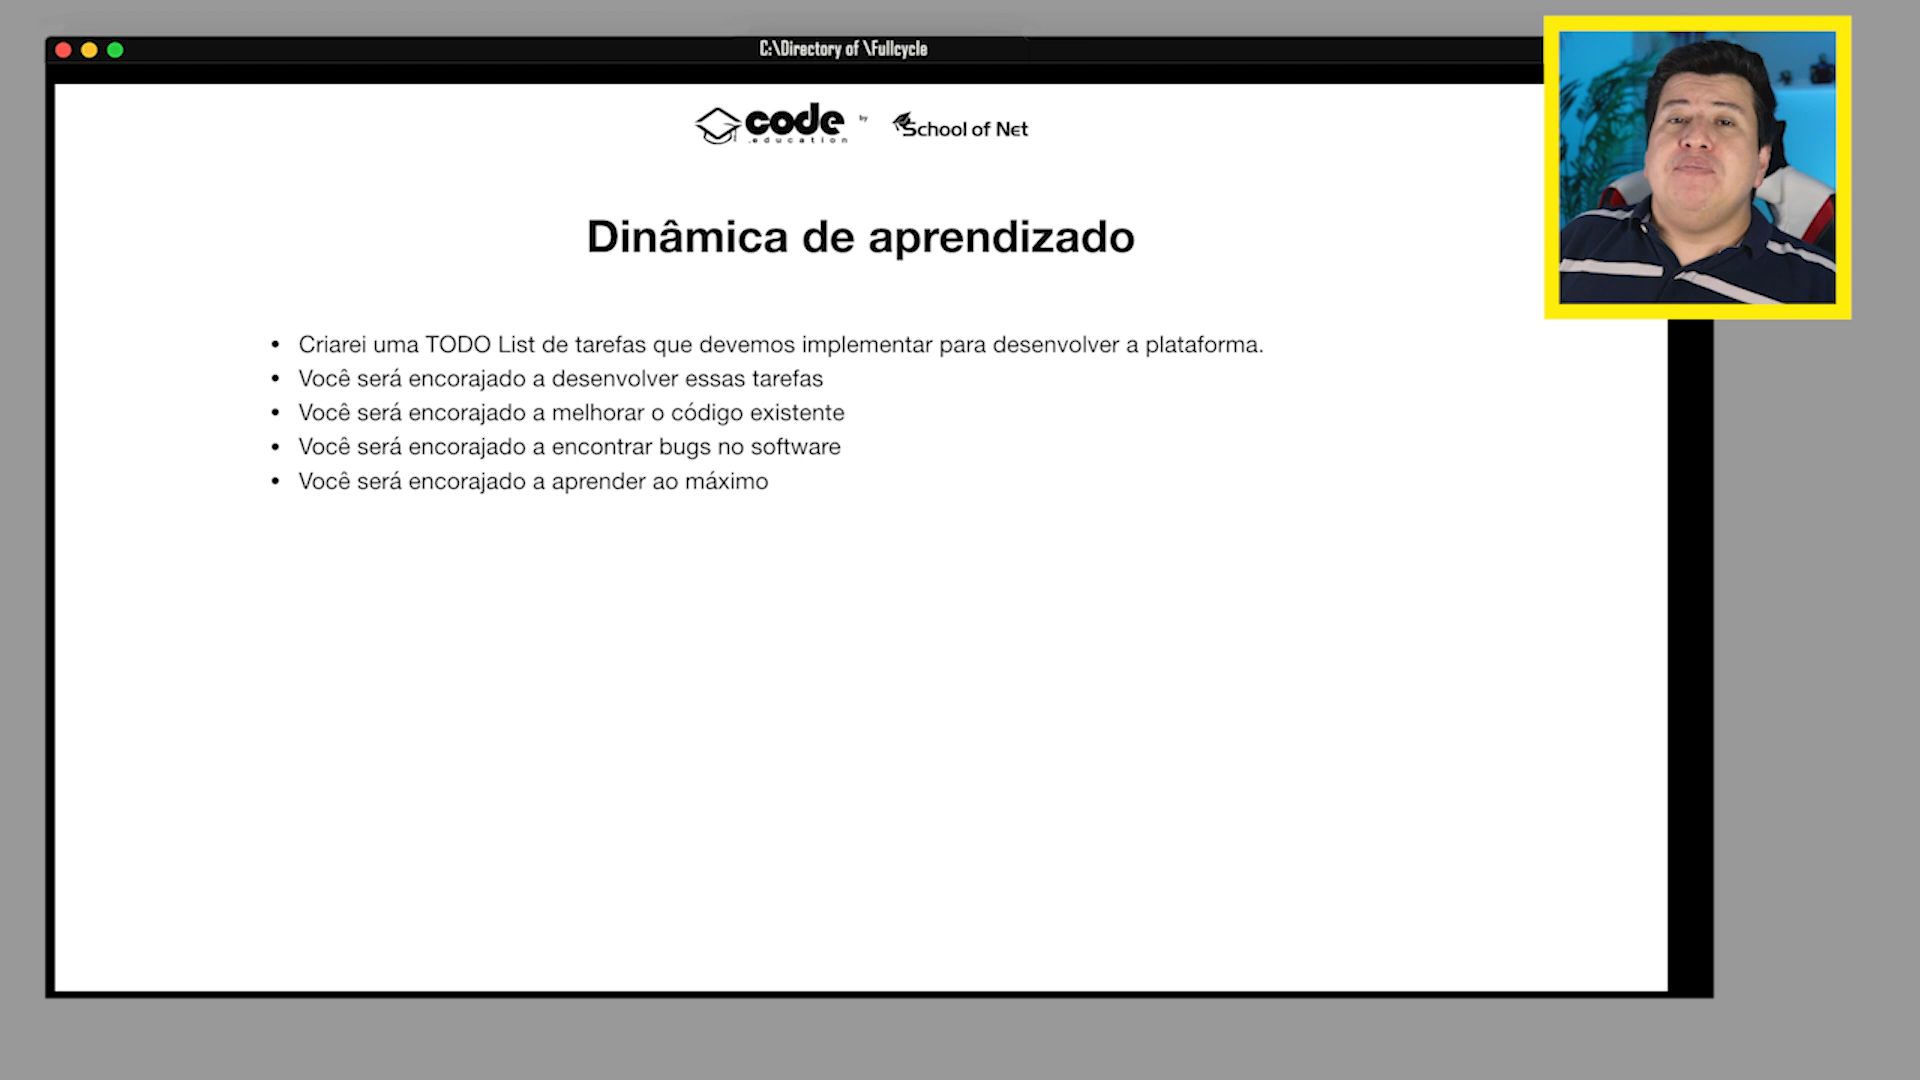 C:\Directory of \Fullcycle
code by School of Net
.education
Dinâmica de aprendizado
• Criarei uma TODO List de tarefas que devemos implementar para desenvolver a plataforma.
• Você será encorajado a desenvolver essas tarefas
• Você será encorajado a melhorar o código existente
• Você será encorajado a encontrar bugs no software
• Você será encorajado a aprender ao máximo